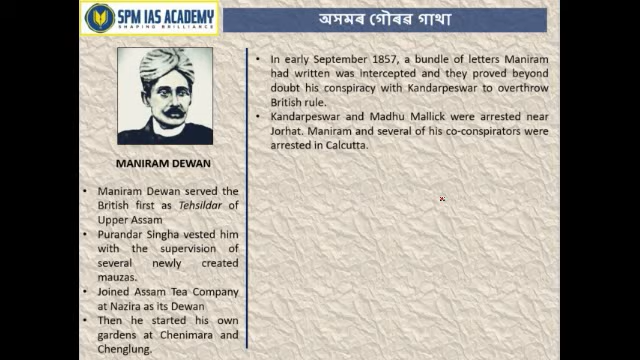 SPM IAS ACADEMY
SHAPING BRILLIANCE
অসমৰ গৌৰৱ গাথা
MANIRAM DEWAN
• Maniram Dewan served the
British first as Tehsildar of
Upper Assam
• Purandar Singha vested him
with the supervision of
several newly created
mauzas.
• Joined Assam Tea Company
at Nazira as its Dewan
• Then he started his own
gardens at Chenimara and
Chenglung.
• In early September 1857, a bundle of letters Maniram
had written was intercepted and they proved beyond
doubt his conspiracy with Kandarpeswar to overthrow
British rule.
• Kandarpeswar and Madhu Mallick were arrested near
Jorhat. Maniram and several of his co-conspirators were
arrested in Calcutta.